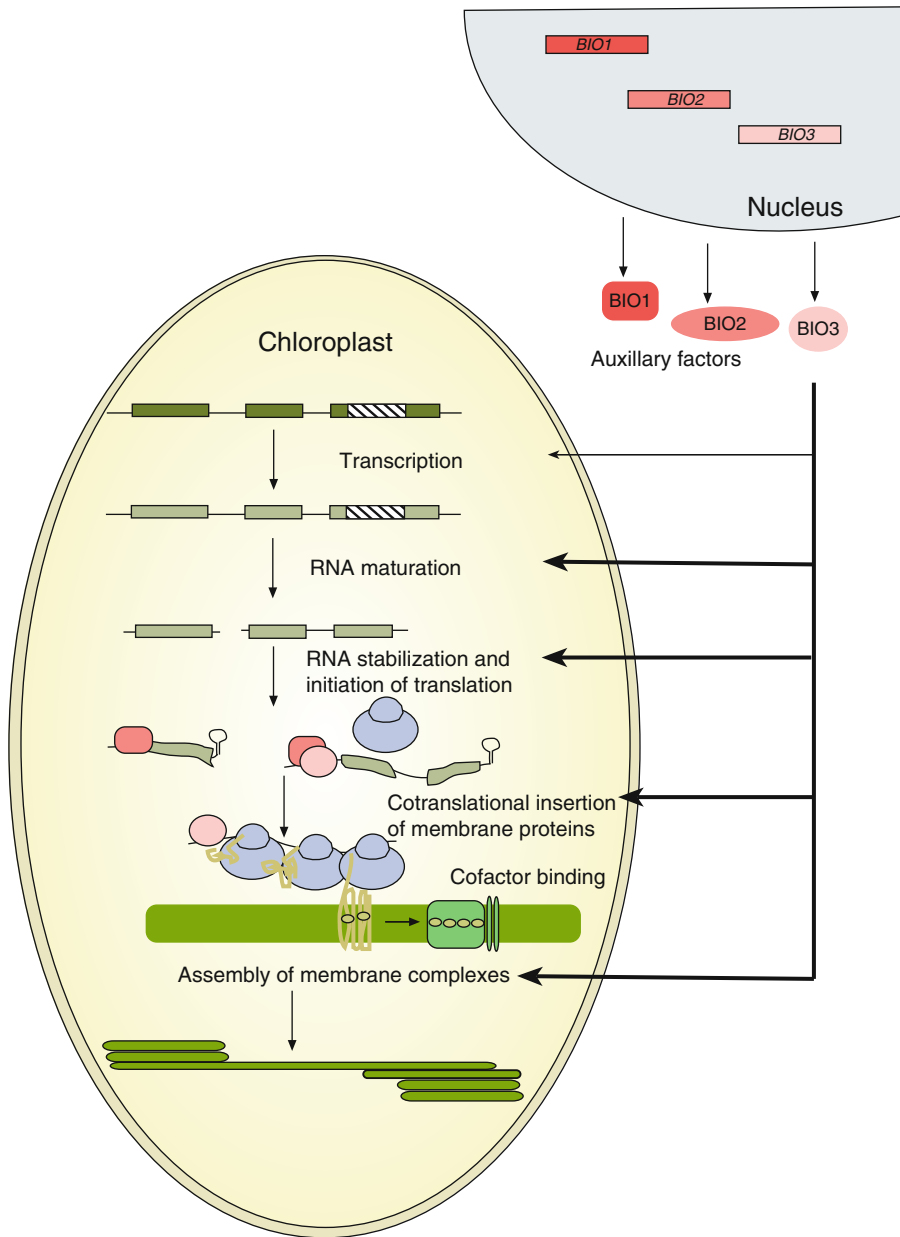 BIO1
BIO2
BIO3
Nucleus
BIO1
BIO2
BIO3
Auxillary factors
Chloroplast
Transcription
RNA maturation
RNA stabilization and
initiation of translation
Cotranslational insertion
of membrane proteins
Cofactor binding
Assembly of membrane complexes